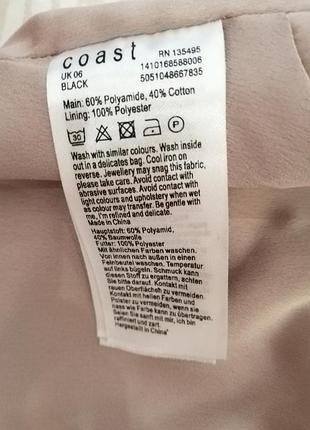 coast
RN 135495
UK 06
1410168588006
BLACK
5051048667835
Main: 60% Polyamide, 40% Cotton
Lining: 100% Polyester
30
P
Wash with similar colours. Wash inside
out in a delicates bag. Cool iron on
reverse. Jewellery may snag this fabric,
please take care. Avoid contact with
abrasive surfaces. Avoid contact with
light colours and upholstery when wet
as colour may transfer. Be gentle with
me, I'm refined and delicate.
Made in China
Hauptstoff: 60% Polyamid,
40% Baumwolle
Futter: 100% Polyester
Mit ähnlichen Farben waschen.
Von innen nach außen in einem
Feinbeutel waschen. Temperatur
auf links bügeln. Schmuck kann
diesen Stoff zu ergattern, achten
Sie bitte darauf. Kontakt mit
rauen Oberflächen zu vermeiden.
Kontakt mit hellen Farben und
Polster zu vermeiden wenn nass
wie Farbe kann zu übertragen.
Seien Sie sanft mit mir, ich bin
raffiniert und zart.
Hergestellt in China